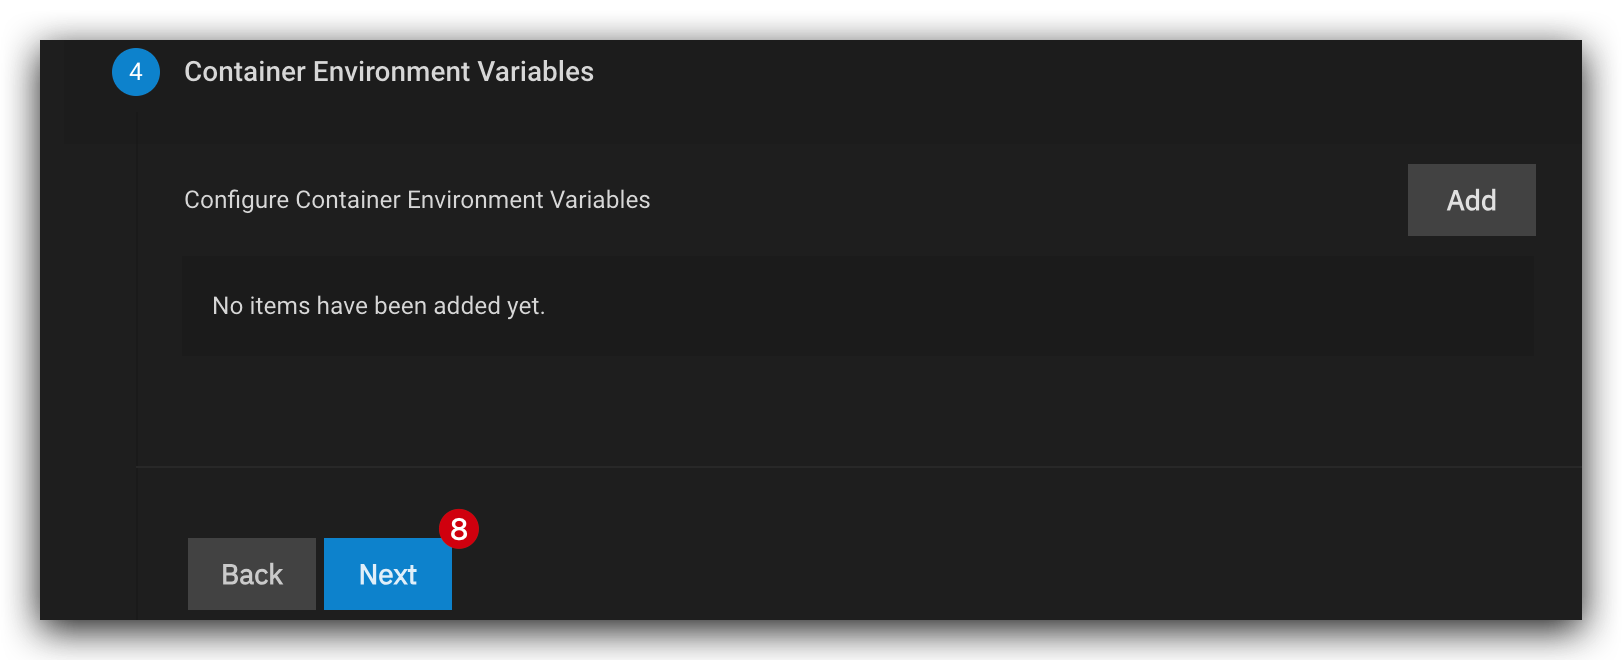 4 Container Environment Variables
Configure Container Environment Variables
Add
No items have been added yet.
8
Back Next